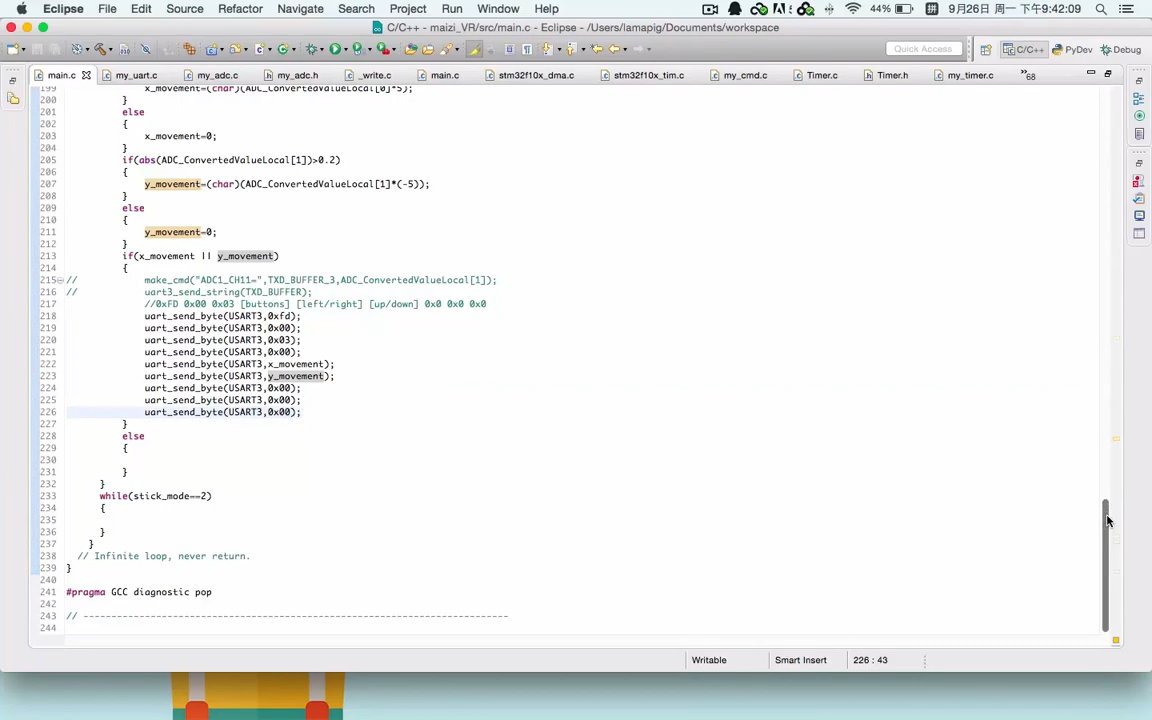 Eclipse File Edit Source Refactor Navigate Search Project Run Window Help 44% 拼 9月26日 周一 下午9:42:09
C/C++ - maizi_VR/src/main.c - Eclipse - /Users/lamapig/Documents/workspace
Quick Access C/C++ PyDev Debug
main.c my_uart.c my_adc.c my_adc.h _write.c main.c stm32f10x_dma.c stm32f10x_tim.c my_cmd.c Timer.c Timer.h my_timer.c »68
199 x_movement=(char)(ADC_ConvertedValueLocal[0]*5);
200 }
201 else
202 {
203 x_movement=0;
204 }
205 if(abs(ADC_ConvertedValueLocal[1])>0.2)
206 {
207 y_movement=(char)(ADC_ConvertedValueLocal[1]*(-5));
208 }
209 else
210 {
211 y_movement=0;
212 }
213 if(x_movement || y_movement)
214 {
215 // make_cmd("ADC1_CH11=",TXD_BUFFER_3,ADC_ConvertedValueLocal[1]);
216 // uart3_send_string(TXD_BUFFER);
217 //0xFD 0x00 0x03 [buttons] [left/right] [up/down] 0x0 0x0 0x0
218 uart_send_byte(USART3,0xfd);
219 uart_send_byte(USART3,0x00);
220 uart_send_byte(USART3,0x03);
221 uart_send_byte(USART3,0x00);
222 uart_send_byte(USART3,x_movement);
223 uart_send_byte(USART3,y_movement);
224 uart_send_byte(USART3,0x00);
225 uart_send_byte(USART3,0x00);
226 uart_send_byte(USART3,0x00);
227 }
228 else
229 {
230
231 }
232 }
233 while(stick_mode==2)
234 {
235
236 }
237 }
238 // Infinite loop, never return.
239 }
240
241 #pragma GCC diagnostic pop
242
243 // ----------------------------------------------------------------------------
244
Writable Smart Insert 226 : 43